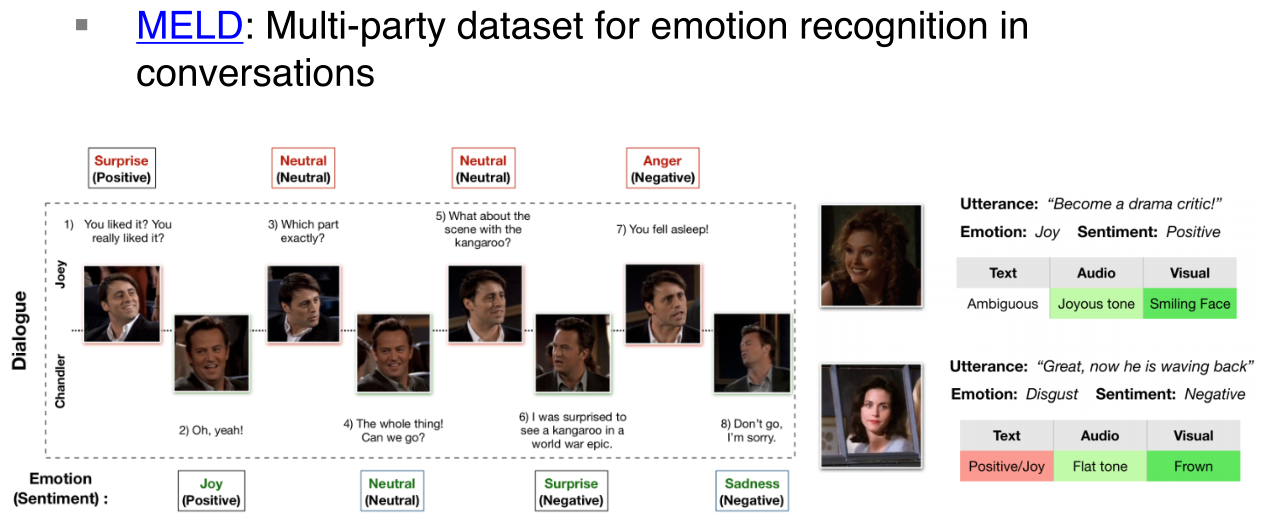 MELD: Multi-party dataset for emotion recognition in
conversations
Surprise
(Positive)
Neutral
(Neutral)
Neutral
(Neutral)
Anger
(Negative)
Dialogue
Joey
1) You liked it? You
really liked it?
3) Which part
exactly?
5) What about the
scene with the
kangaroo?
7) You fell asleep!
Chandler
2) Oh, yeah!
4) The whole thing!
Can we go?
6) I was surprised to
see a kangaroo in a
world war epic.
8) Don't go,
I'm sorry.
Emotion
(Sentiment) :
Joy
(Positive)
Neutral
(Neutral)
Surprise
(Negative)
Sadness
(Negative)
Utterance: “Become a drama critic!”
Emotion: Joy Sentiment: Positive
Text Audio Visual
Ambiguous Joyous tone Smiling Face
Utterance: “Great, now he is waving back”
Emotion: Disgust Sentiment: Negative
Text Audio Visual
Positive/Joy Flat tone Frown